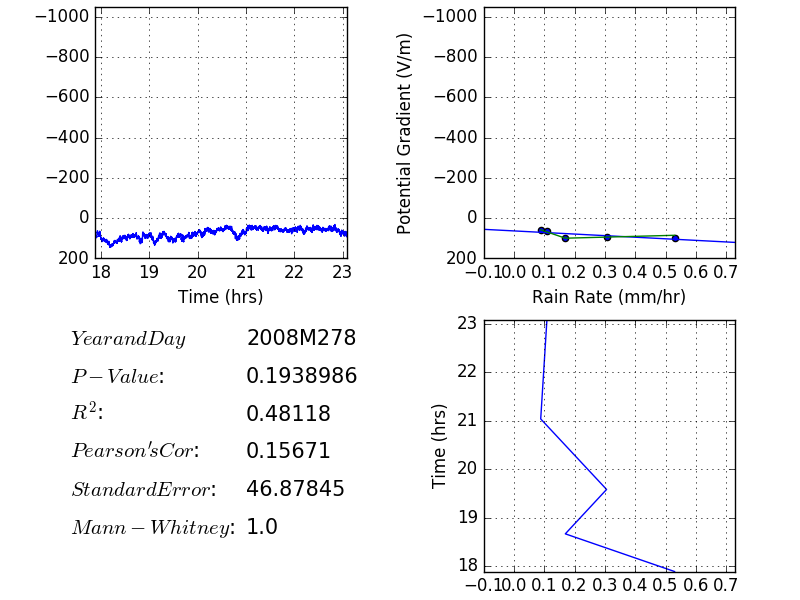 −1000
−800
−600
−400
−200
0
200
18 19 20 21 22 23
Time (hrs)
Potential Gradient (V/m)
−1000
−800
−600
−400
−200
0
200
−0.1 0.0 0.1 0.2 0.3 0.4 0.5 0.6 0.7
Rain Rate (mm/hr)
YearandDay 2008M278
P−Value: 0.1938986
R²: 0.48118
Pearson'sCor: 0.15671
StandardError: 46.87845
Mann−Whitney: 1.0
Time (hrs)
23
22
21
20
19
18
−0.1 0.0 0.1 0.2 0.3 0.4 0.5 0.6 0.7